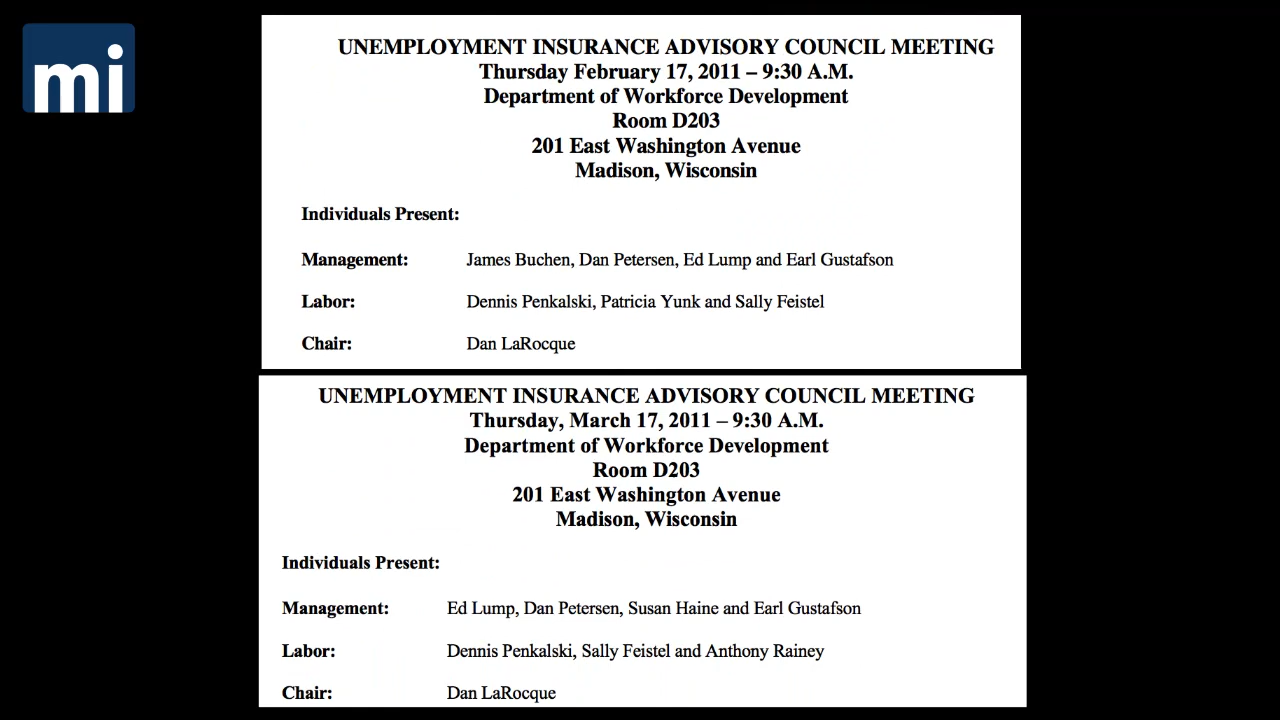 mi
UNEMPLOYMENT INSURANCE ADVISORY COUNCIL MEETING
Thursday February 17, 2011 – 9:30 A.M.
Department of Workforce Development
Room D203
201 East Washington Avenue
Madison, Wisconsin
Individuals Present:
Management: James Buchen, Dan Petersen, Ed Lump and Earl Gustafson
Labor: Dennis Penkalski, Patricia Yunk and Sally Feistel
Chair: Dan LaRocque
UNEMPLOYMENT INSURANCE ADVISORY COUNCIL MEETING
Thursday, March 17, 2011 – 9:30 A.M.
Department of Workforce Development
Room D203
201 East Washington Avenue
Madison, Wisconsin
Individuals Present:
Management: Ed Lump, Dan Petersen, Susan Haine and Earl Gustafson
Labor: Dennis Penkalski, Sally Feistel and Anthony Rainey
Chair: Dan LaRocque